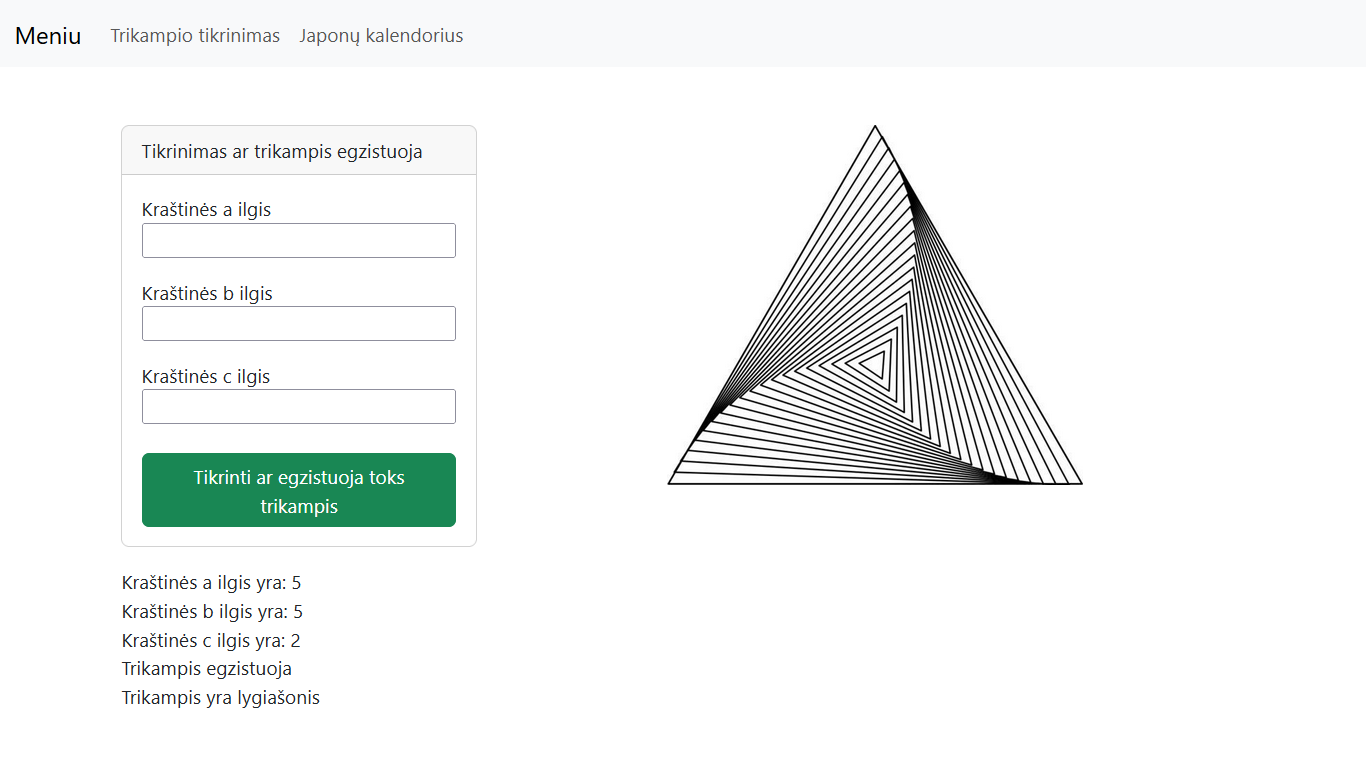 Meniu Trikampio tikrinimas Japonų kalendorius
Tikrinimas ar trikampis egzistuoja
Kraštinės a ilgis
Kraštinės b ilgis
Kraštinės c ilgis
Tikrinti ar egzistuoja toks
trikampis
Kraštinės a ilgis yra: 5
Kraštinės b ilgis yra: 5
Kraštinės c ilgis yra: 2
Trikampis egzistuoja
Trikampis yra lygiašonis